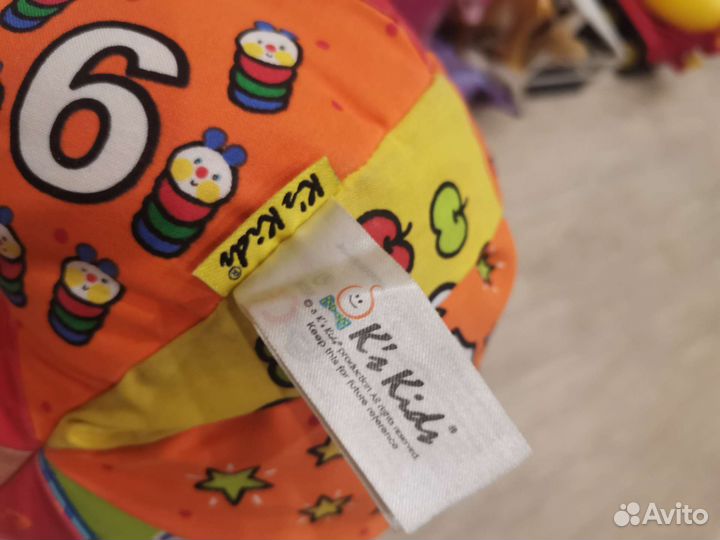 6
K's Kids®
K's Kids®
© a K's Kids® production All rights reserved.
Keep this for future
reference
Avito